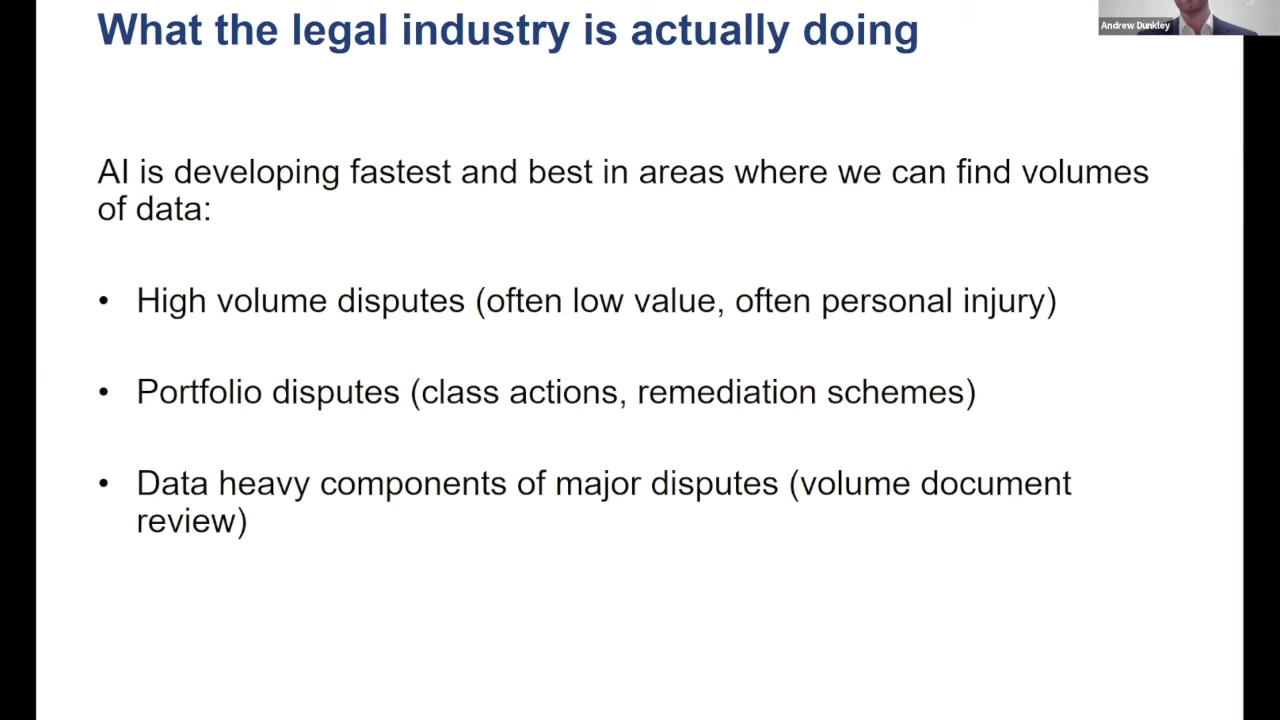 What the legal industry is actually doing
Andrew Dunkley
AI is developing fastest and best in areas where we can find volumes
of data:
• High volume disputes (often low value, often personal injury)
• Portfolio disputes (class actions, remediation schemes)
• Data heavy components of major disputes (volume document
review)